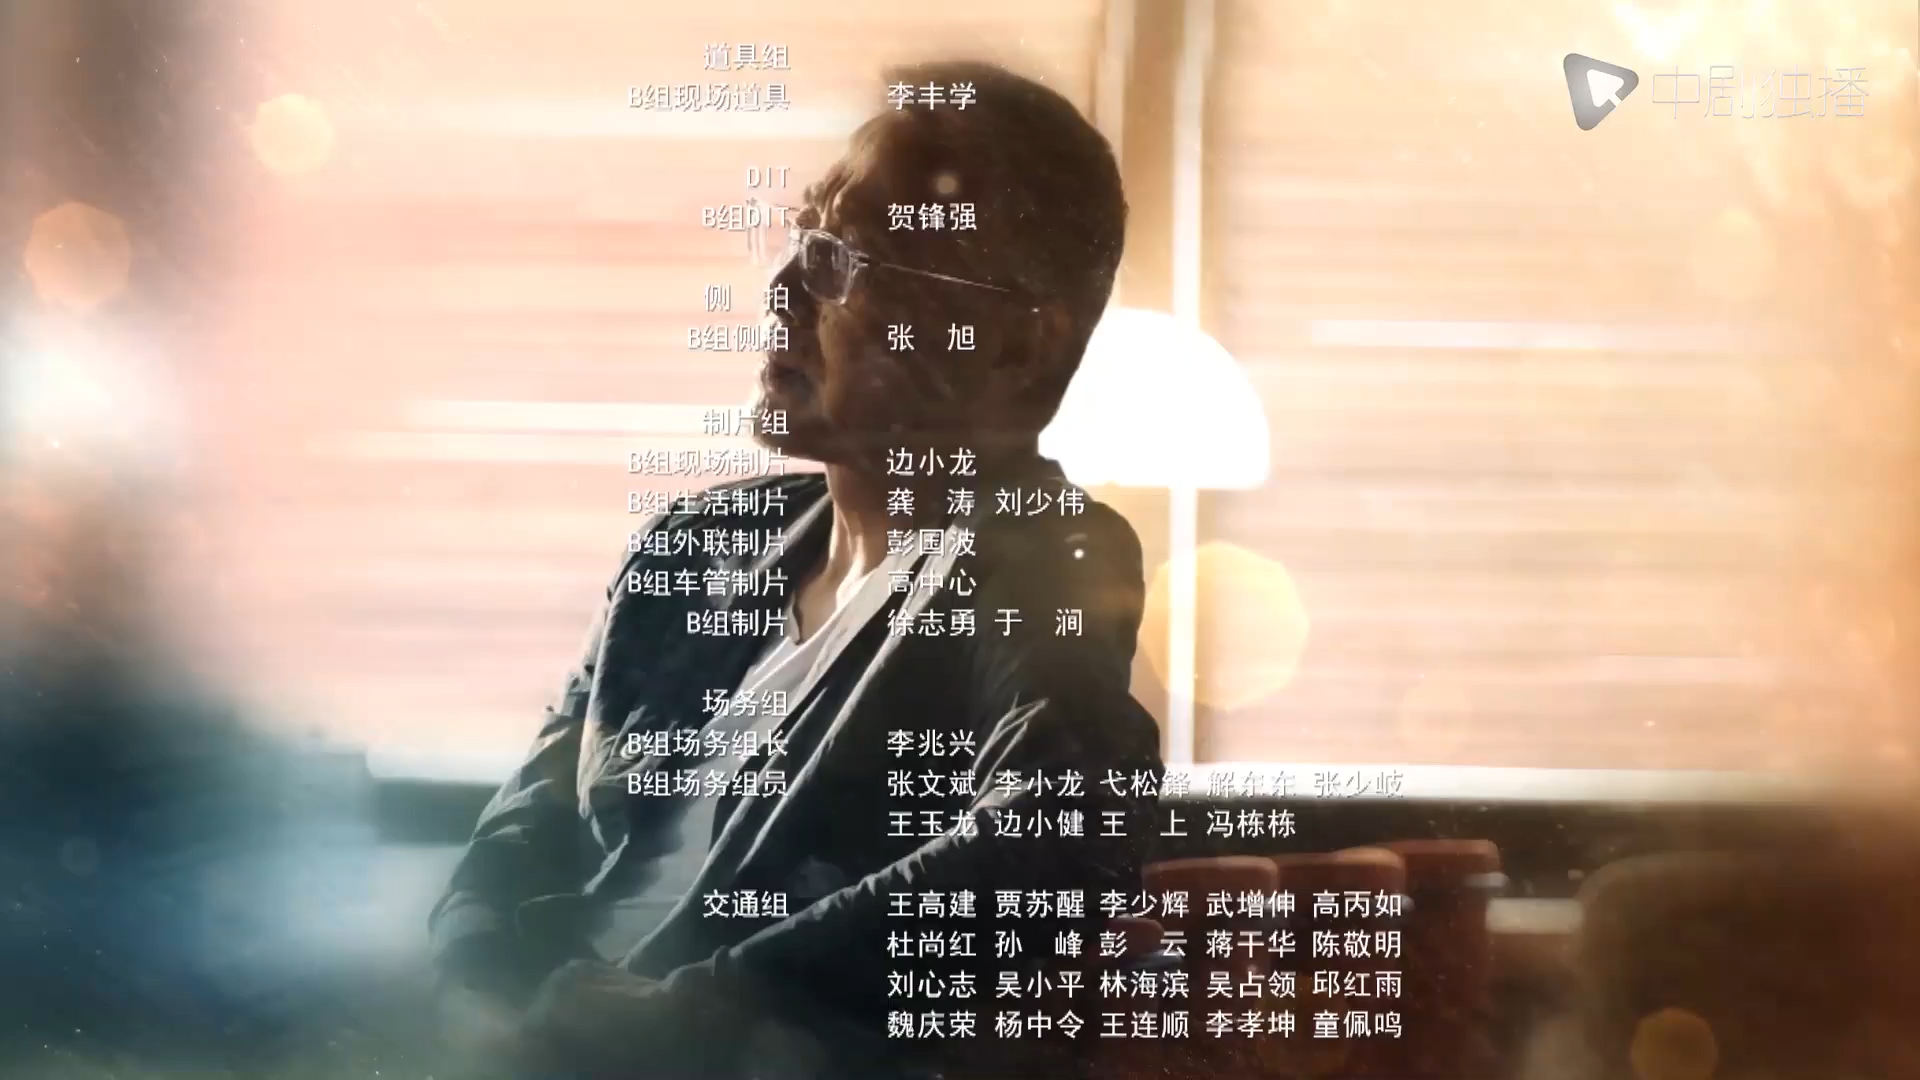 中剧独播
道具组
B组现场道具 李丰学
DIT
B组DIT 贺锋强
侧 拍
B组侧拍 张 旭
制片组
B组现场制片 边小龙
B组生活制片 龚 涛 刘少伟
B组外联制片 彭国波
B组车管制片 高中心
B组制片 徐志勇 于 涧
场务组
B组场务组长 李兆兴
B组场务组员 张文斌 李小龙 弋松锋 解东东 张少岐
王玉龙 边小健 王 上 冯栋栋
交通组 王高建 贾苏醒 李少辉 武增伸 高丙如
杜尚红 孙 峰 彭 云 蒋干华 陈敬明
刘心志 吴小平 林海滨 吴占领 邱红雨
魏庆荣 杨中令 王连顺 李孝坤 童佩鸣